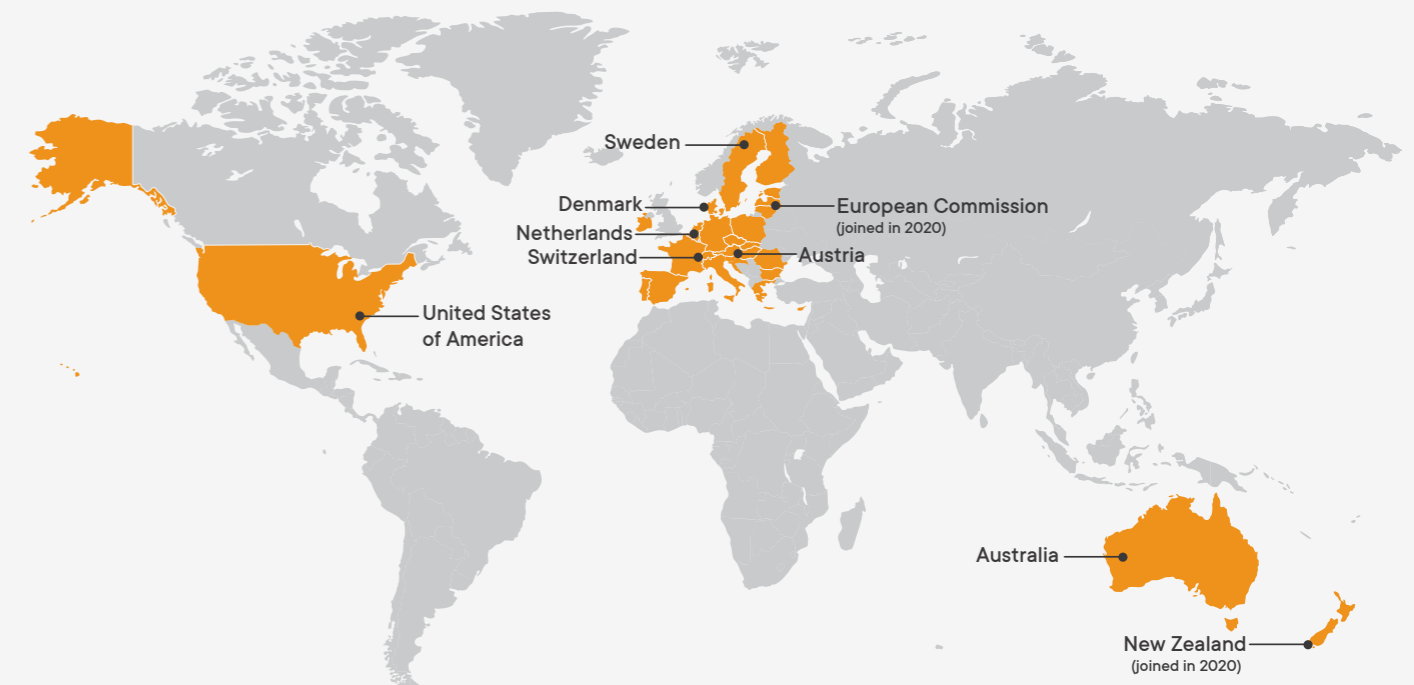 Sweden
Denmark
European Commission
(joined in 2020)
Netherlands
Switzerland
Austria
United States
of America
Australia
New Zealand
(joined in 2020)